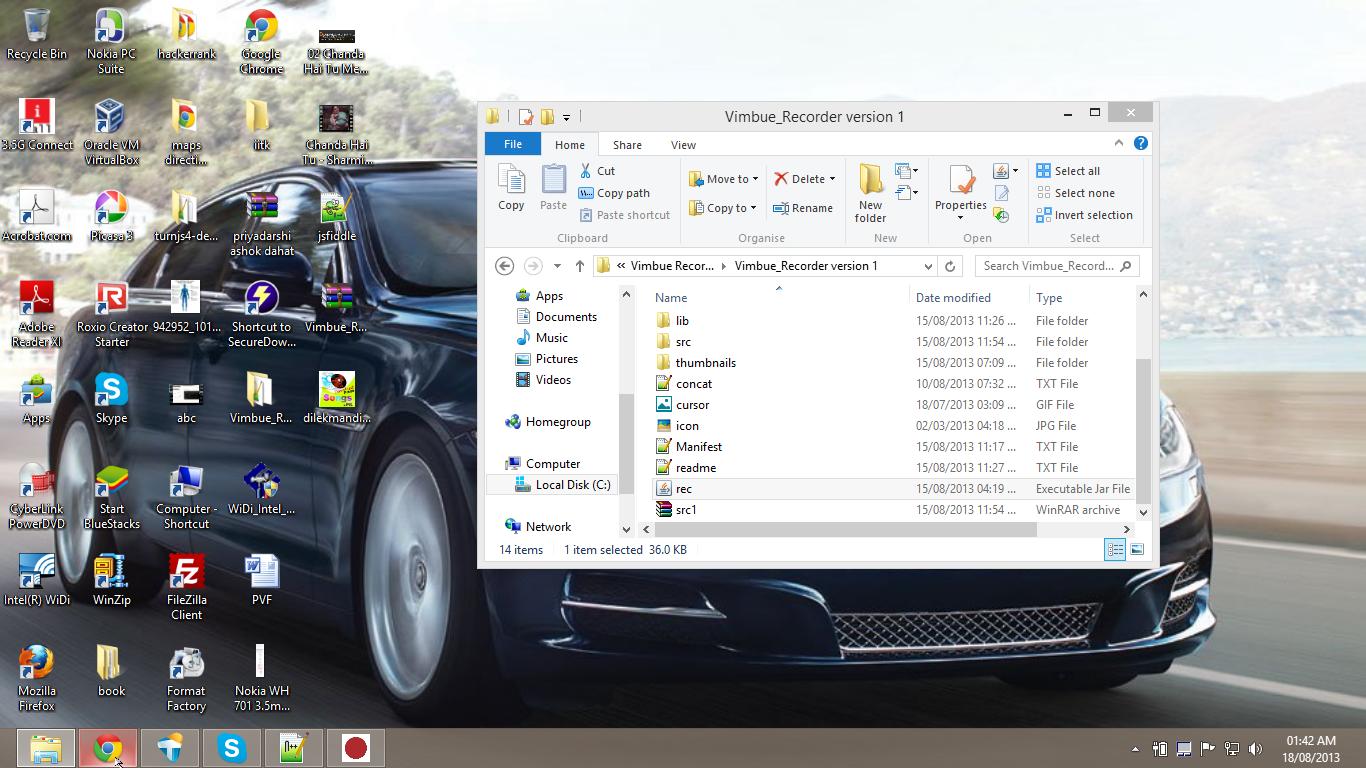 Recycle Bin
Nokia PC
Suite
hackerrank
Google
Chrome
02 Chanda
Hai Tu Me...
3.5G Connect
Oracle VM
VirtualBox
maps
directi...
iitk
Chanda Hai
Tu - Sharmi...
Acrobat.com
Picasa 3
turnjs4-de...
priyadarshi
ashok dahat
jsfiddle
Adobe
Reader XI
Roxio Creator
Starter
942952_101...
Shortcut to
SecureDow...
Vimbue_R...
Apps
Skype
abc
Vimbue_R...
dilekmandi...
CyberLink
PowerDVD
Start
BlueStacks
Computer -
Shortcut
WiDi_Intel_...
Intel(R) WiDi
WinZip
FileZilla
Client
PVF
Mozilla
Firefox
book
Format
Factory
Nokia WH
701 3.5m...
Vimbue_Recorder version 1
File
Home
Share
View
Copy
Paste
Cut
Copy path
Paste shortcut
Clipboard
Move to
Copy to
Delete
Rename
Organise
New
folder
New
Properties
Open
Select all
Select none
Invert selection
Select
Vimbue Recor...
Vimbue_Recorder version 1
Search Vimbue_Record...
Apps
Documents
Music
Pictures
Videos
Homegroup
Computer
Local Disk (C:)
Network
Name Date modified Type
lib 15/08/2013 11:26 ... File folder
src 15/08/2013 11:54 ... File folder
thumbnails 15/08/2013 07:09 ... File folder
concat 10/08/2013 07:32 ... TXT File
cursor 18/07/2013 03:09 ... GIF File
icon 02/03/2013 04:18 ... JPG File
Manifest 15/08/2013 11:17 ... TXT File
readme 15/08/2013 11:27 ... TXT File
rec 15/08/2013 04:19 ... Executable Jar File
src1 15/08/2013 11:54 ... WinRAR archive
14 items 1 item selected 36.0 KB
01:42 AM
18/08/2013